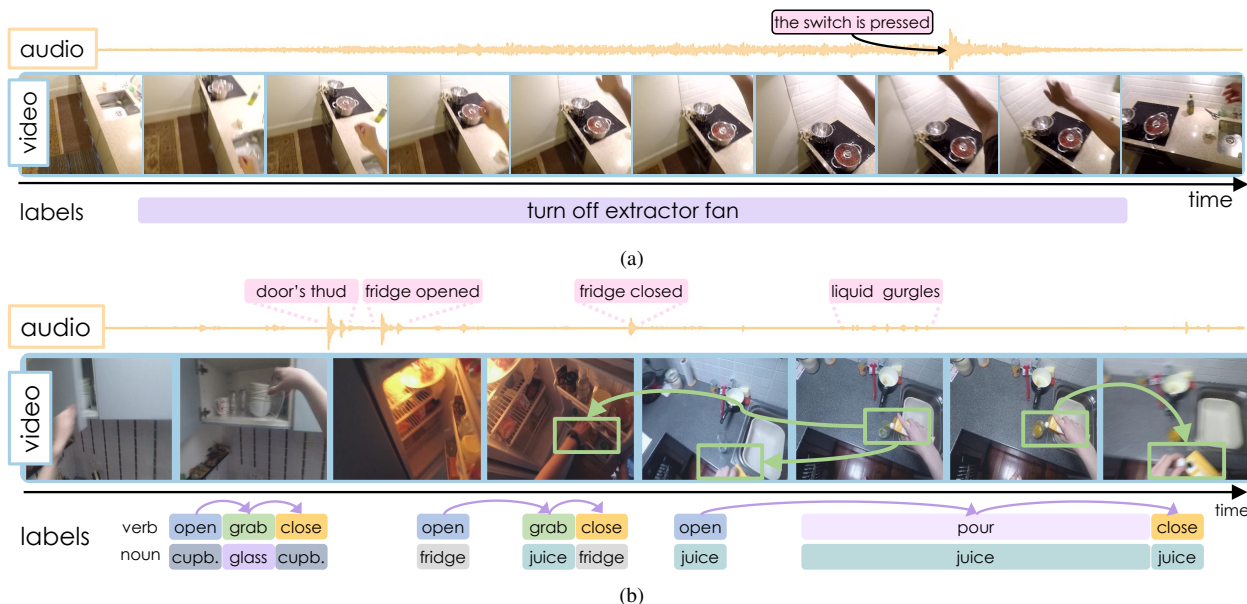 the switch is pressed
audio
video
time
labels
turn off extractor fan
(a)
door's thud fridge opened fridge closed liquid gurgles
audio
video
time
labels
verb open grab close open grab close open pour close
noun cupb. glass cupb. fridge juice fridge juice juice juice
(b)